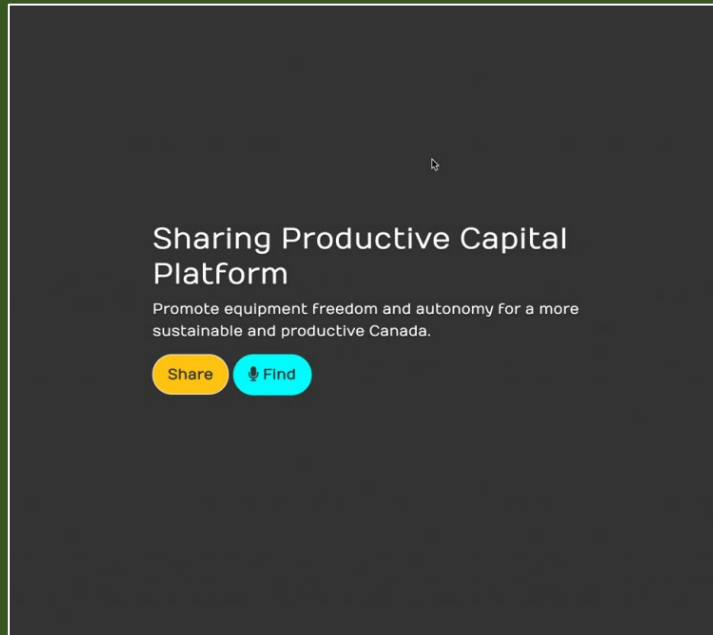 Sharing Productive Capital
Platform
Promote equipment freedom and autonomy for a more
sustainable and productive Canada.
Share Find